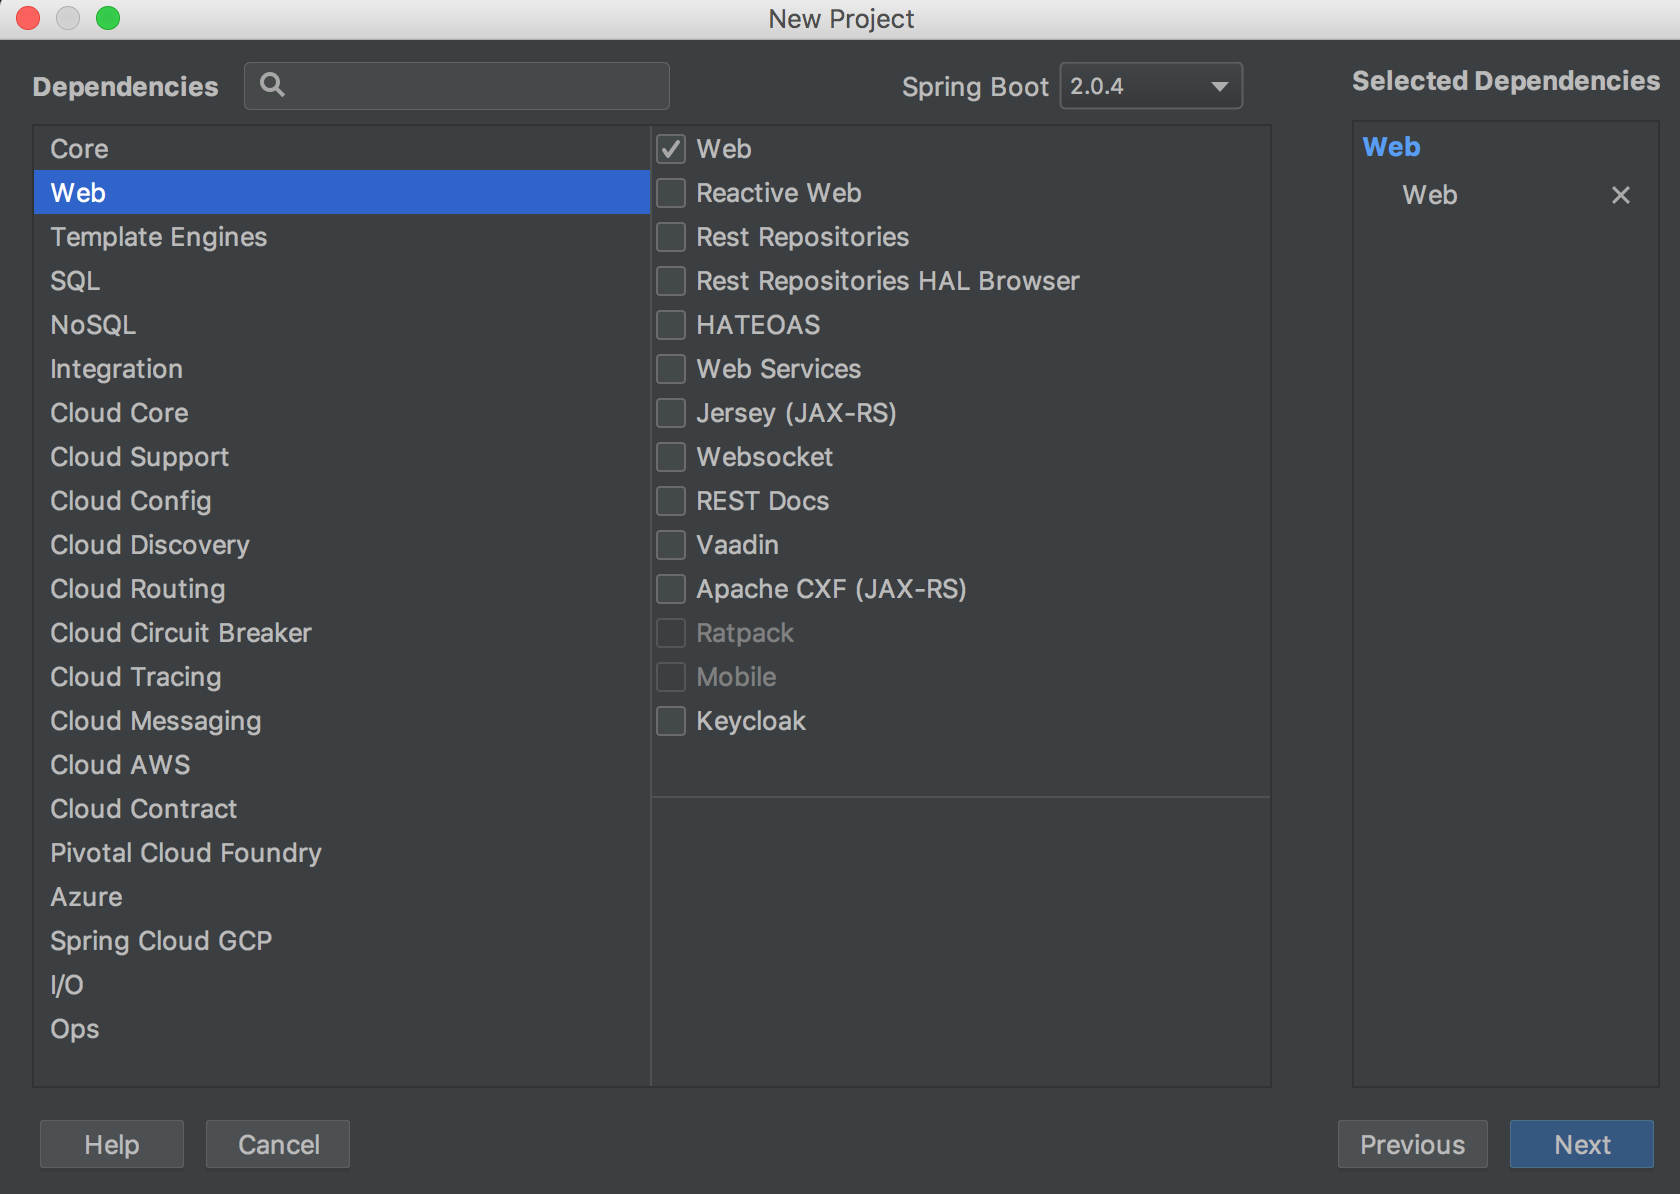 New Project
Dependencies
Spring Boot 2.0.4
Selected Dependencies
Core
Web
Template Engines
SQL
NoSQL
Integration
Cloud Core
Cloud Support
Cloud Config
Cloud Discovery
Cloud Routing
Cloud Circuit Breaker
Cloud Tracing
Cloud Messaging
Cloud AWS
Cloud Contract
Pivotal Cloud Foundry
Azure
Spring Cloud GCP
I/O
Ops
Web
Reactive Web
Rest Repositories
Rest Repositories HAL Browser
HATEOAS
Web Services
Jersey (JAX-RS)
Websocket
REST Docs
Vaadin
Apache CXF (JAX-RS)
Ratpack
Mobile
Keycloak
Web
Web
Help
Cancel
Previous
Next